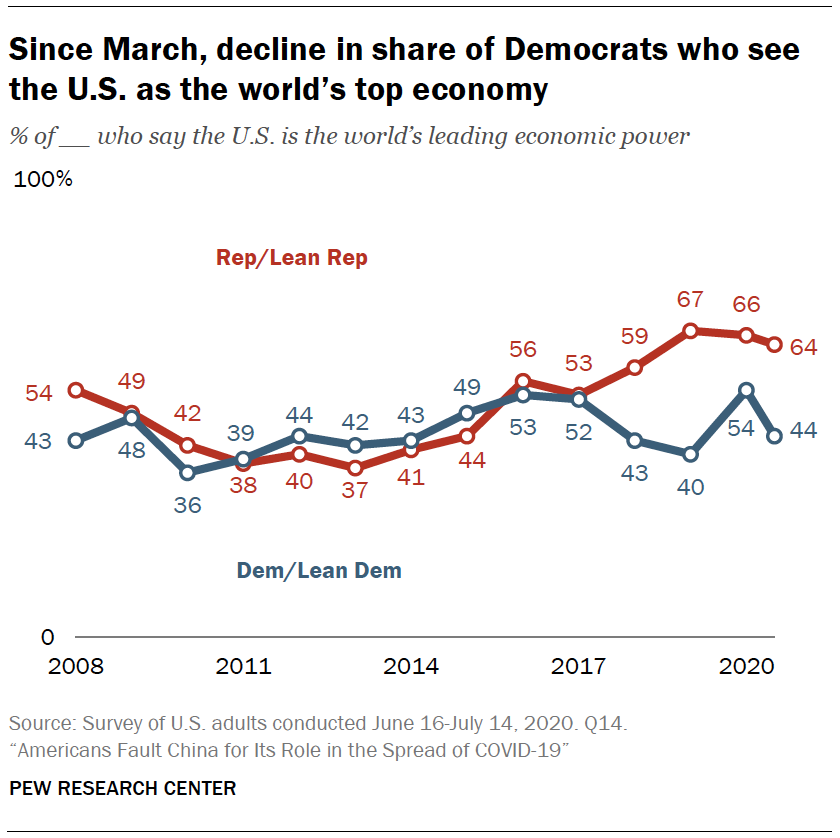 Since March, decline in share of Democrats who see
the U.S. as the world's top economy
% of __ who say the U.S. is the world's leading economic power
100%
Rep/Lean Rep
54 49 42 38 40 37 41 44 56 53 59 67 66 64
43 48 36 39 44 42 43 49 53 52 43 40 54 44
Dem/Lean Dem
0
2008 2011 2014 2017 2020
Source: Survey of U.S. adults conducted June 16-July 14, 2020. Q14.
“Americans Fault China for Its Role in the Spread of COVID-19”
PEW RESEARCH CENTER